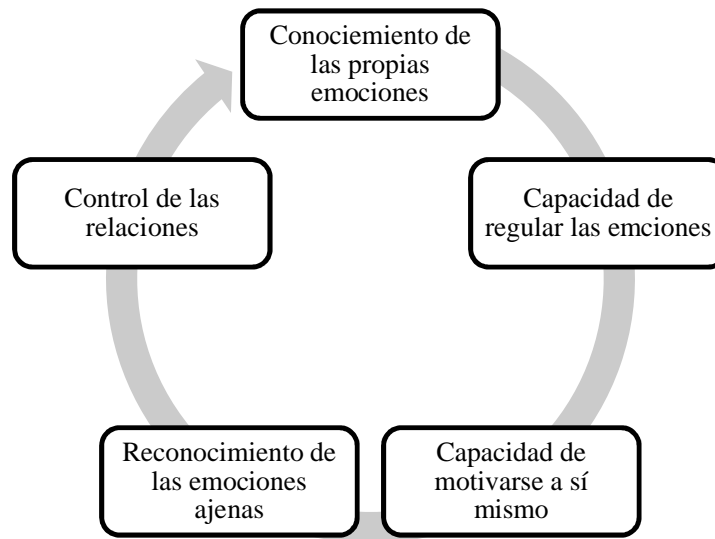 Conociemiento de
las propias
emociones
Capacidad de
regular las emciones
Capacidad de
motivarse a sí
mismo
Reconocimiento de
las emociones
ajenas
Control de las
relaciones